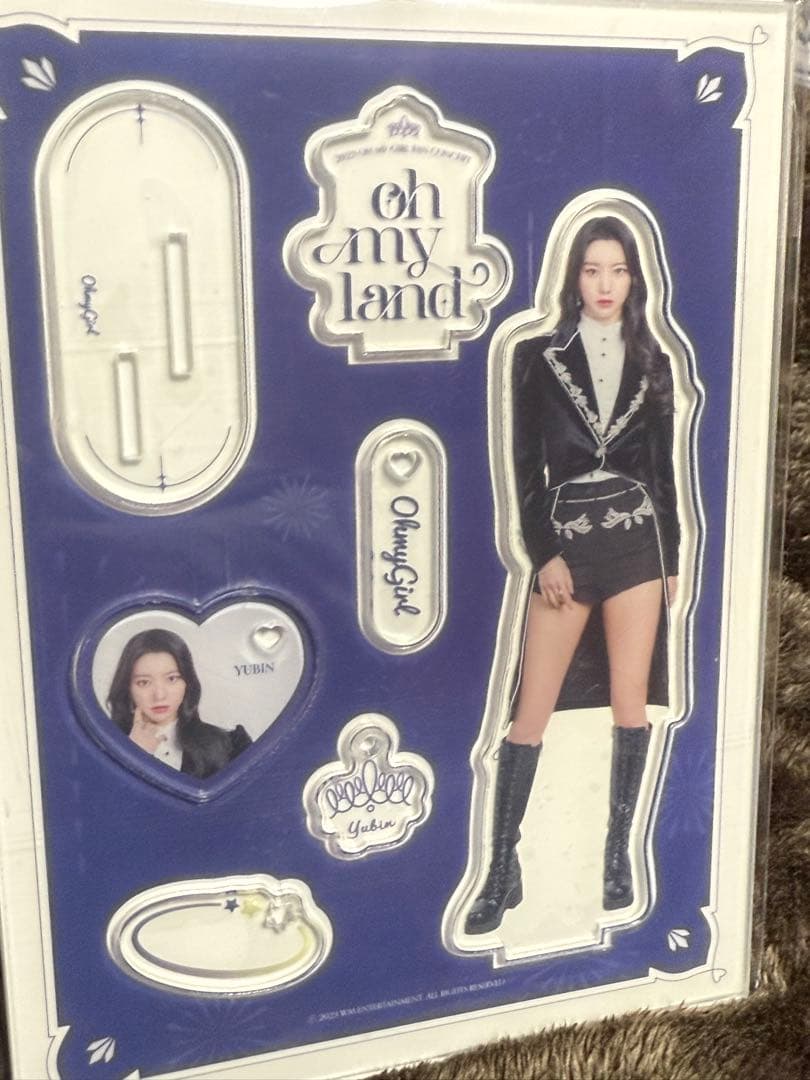 2023 OH MY GIRL FAN CONCERT
oh
my
land
OhmyGirl
OhmyGirl
YUBIN
Yubin
© 2023 WM ENTERTAINMENT. ALL RIGHTS RESERVED